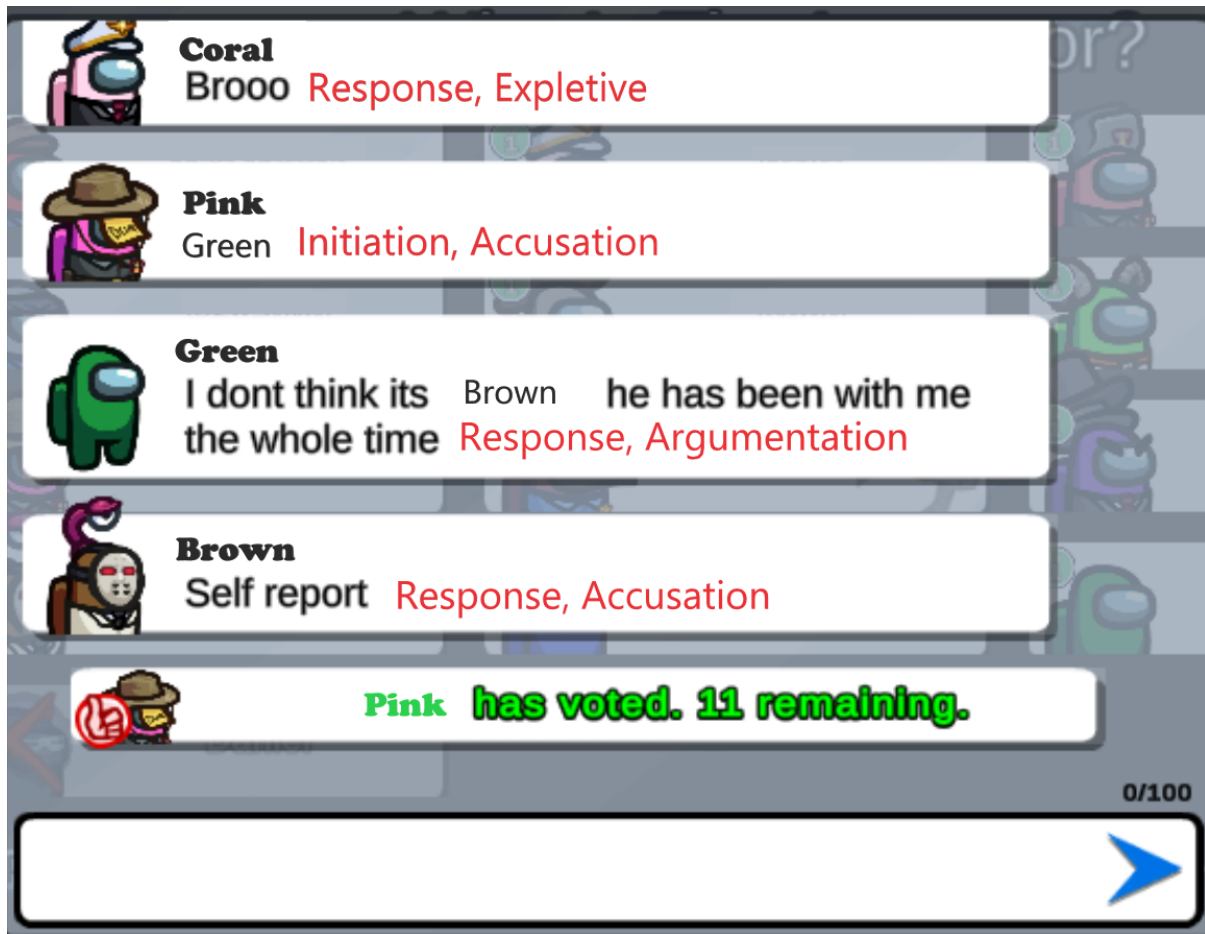 or?
Coral
Brooo Response, Expletive
Pink
Green Initiation, Accusation
Green
I dont think its Brown he has been with me
the whole time Response, Argumentation
Brown
Self report Response, Accusation
Pink has voted. 11 remaining.
0/100